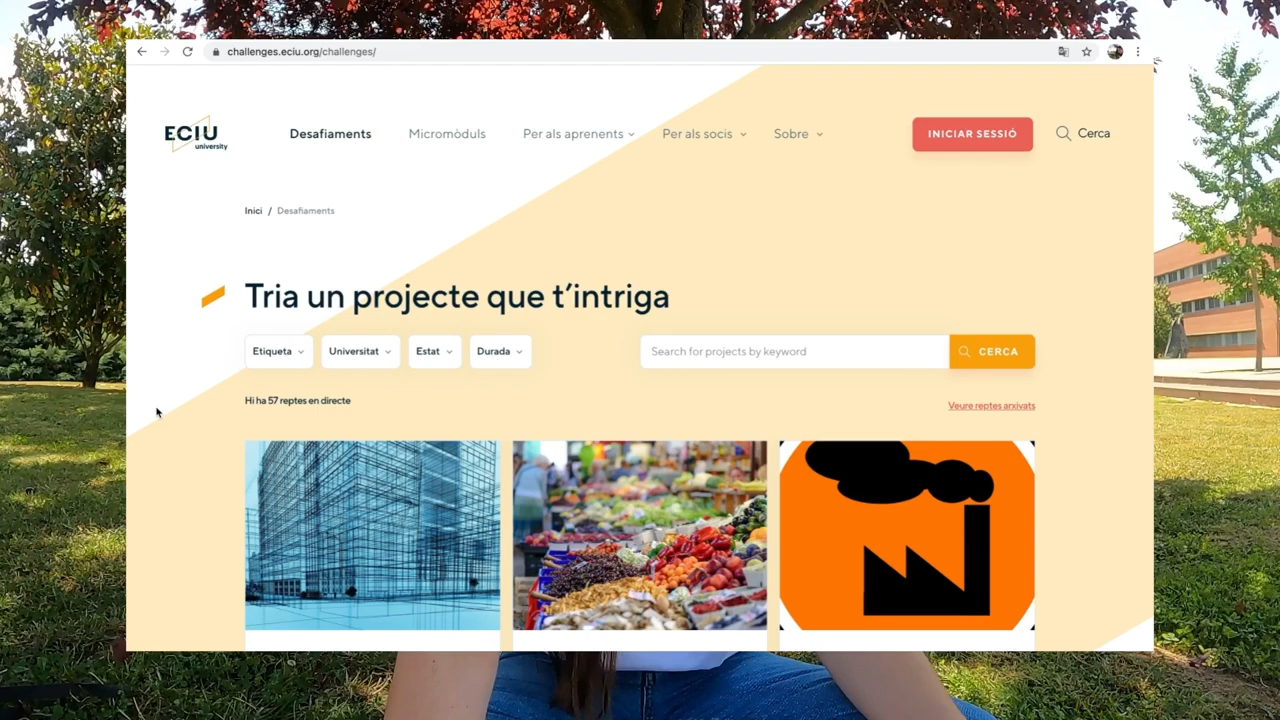 challenges.eciu.org/challenges/
ECIU
university
Desafiaments
Micromòduls
Per als aprenents
Per als socis
Sobre
INICIAR SESSIÓ
Cerca
Inici / Desafiaments
Tria un projecte que t’intriga
Etiqueta
Universitat
Estat
Durada
Search for projects by keyword
CERCA
Hi ha 57 reptes en directe
Veure reptes arxivats